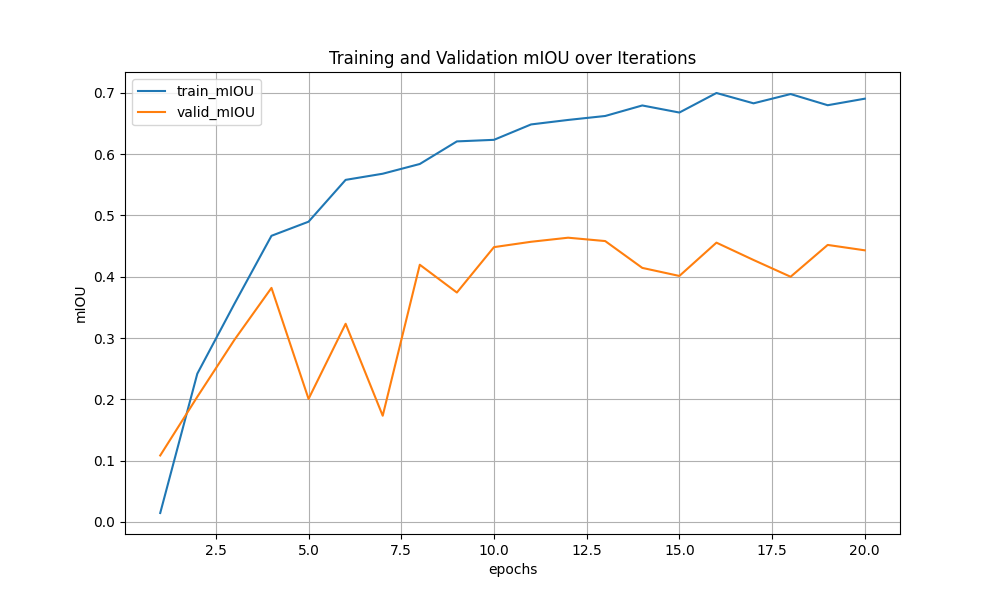 Training and Validation mIOU over Iterations
train_mIOU
valid_mIOU
mIOU
0.7
0.6
0.5
0.4
0.3
0.2
0.1
0.0
2.5 5.0 7.5 10.0 12.5 15.0 17.5 20.0
epochs